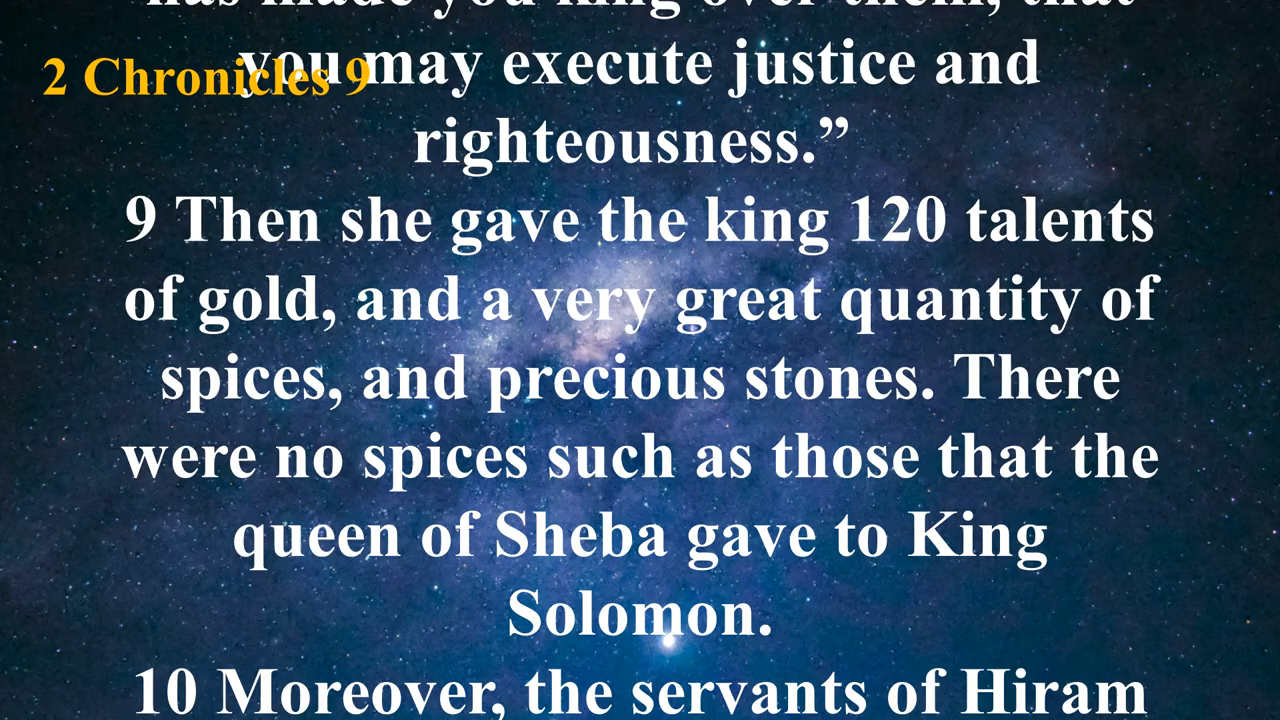 has made you king over them, that
2 Chronicles 9
you may execute justice and
righteousness.”
9 Then she gave the king 120 talents
of gold, and a very great quantity of
spices, and precious stones. There
were no spices such as those that the
queen of Sheba gave to King
Solomon.
10 Moreover, the servants of Hiram